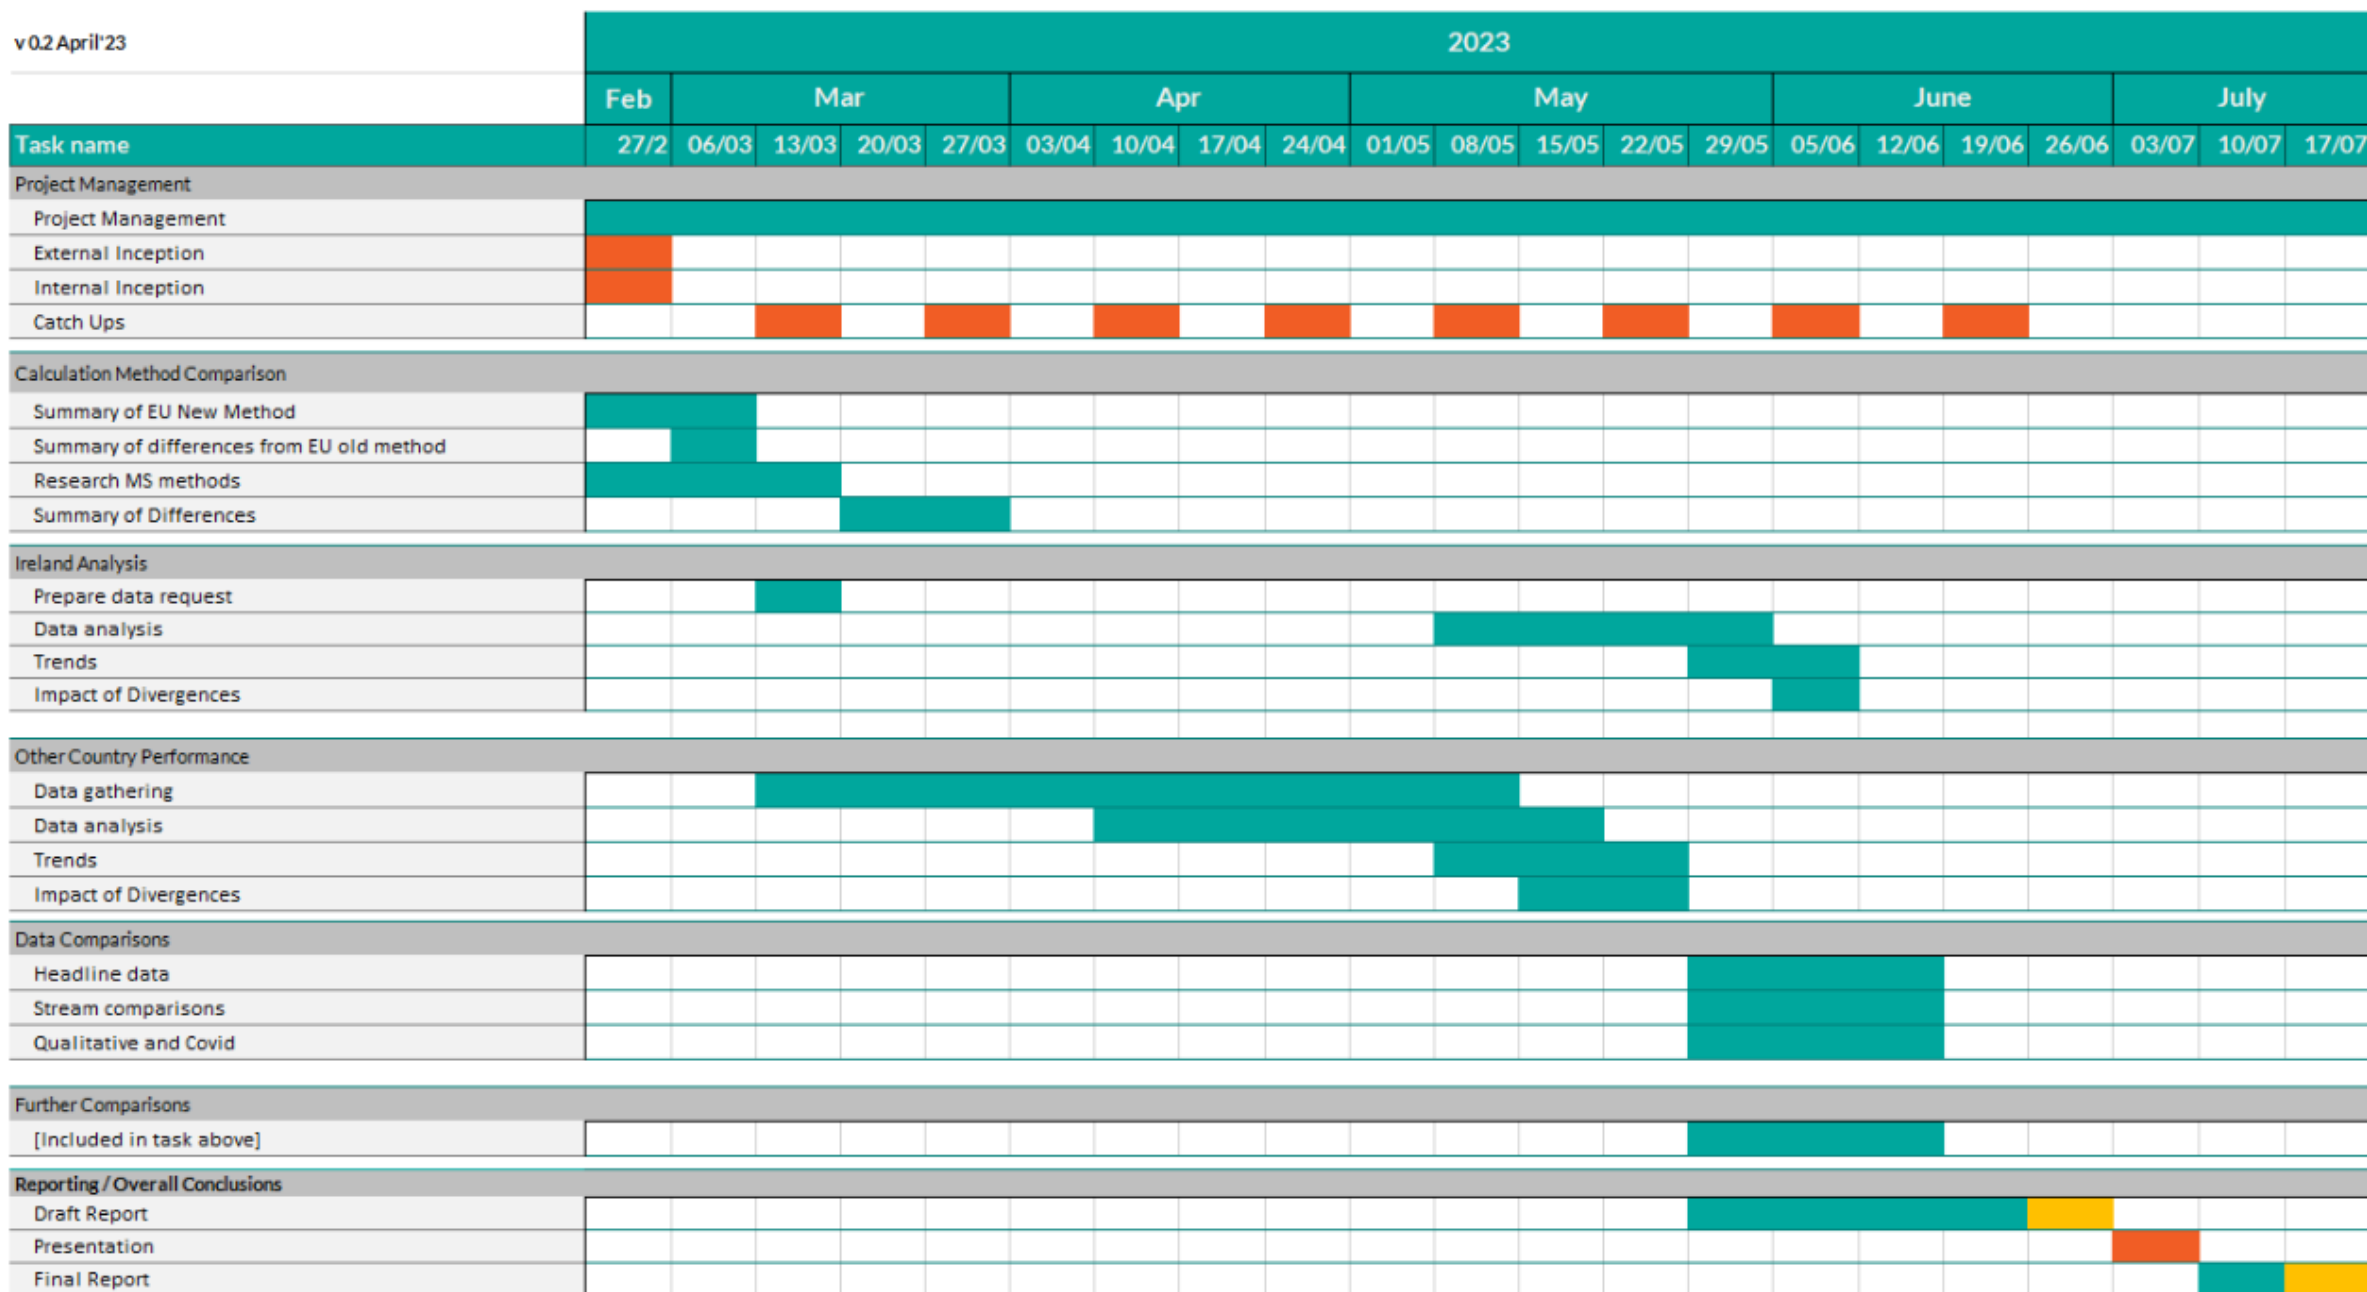 v 0.2 April'23
2023
Feb Mar Apr May June July
Task name 27/2 06/03 13/03 20/03 27/03 03/04 10/04 17/04 24/04 01/05 08/05 15/05 22/05 29/05 05/06 12/06 19/06 26/06 03/07 10/07 17/07
Project Management
Project Management
External Inception
Internal Inception
Catch Ups
Calculation Method Comparison
Summary of EU New Method
Summary of differences from EU old method
Research MS methods
Summary of Differences
Ireland Analysis
Prepare data request
Data analysis
Trends
Impact of Divergences
Other Country Performance
Data gathering
Data analysis
Trends
Impact of Divergences
Data Comparisons
Headline data
Stream comparisons
Qualitative and Covid
Further Comparisons
[Included in task above]
Reporting / Overall Conclusions
Draft Report
Presentation
Final Report